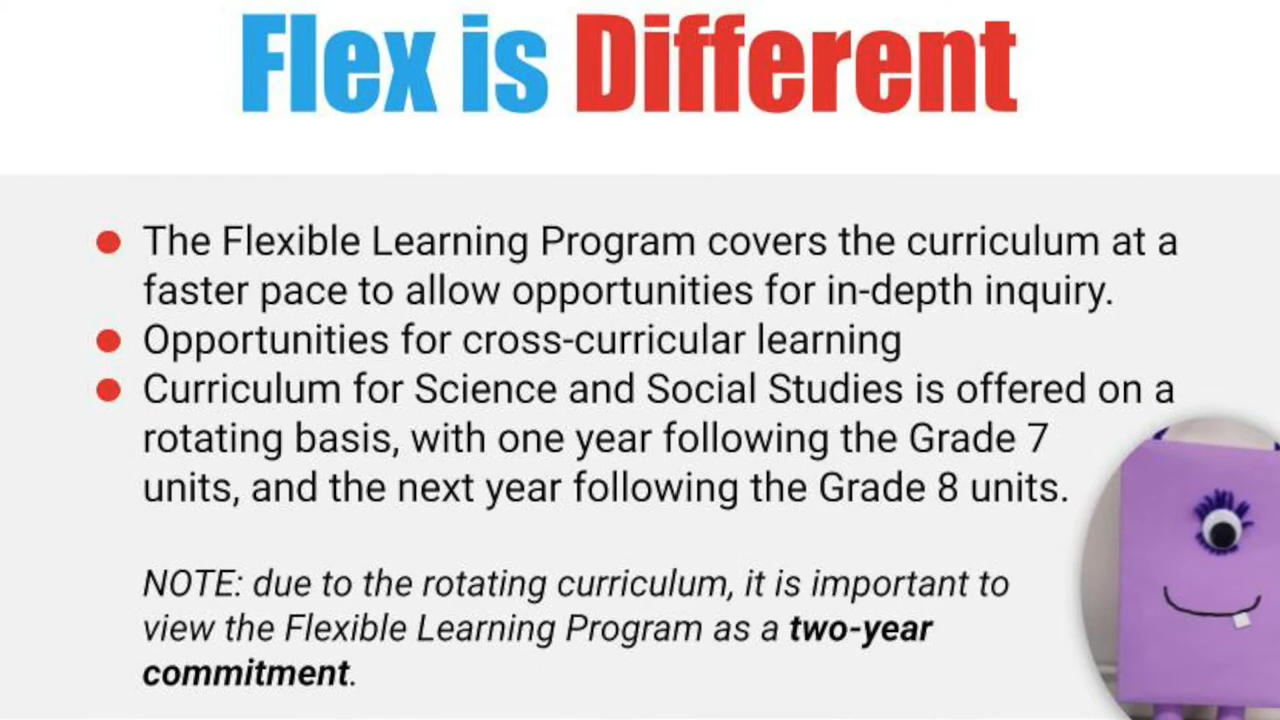 Flex is Different
The Flexible Learning Program covers the curriculum at a
faster pace to allow opportunities for in-depth inquiry.
Opportunities for cross-curricular learning
Curriculum for Science and Social Studies is offered on a
rotating basis, with one year following the Grade 7
units, and the next year following the Grade 8 units.
NOTE: due to the rotating curriculum, it is important to
view the Flexible Learning Program as a two-year
commitment.